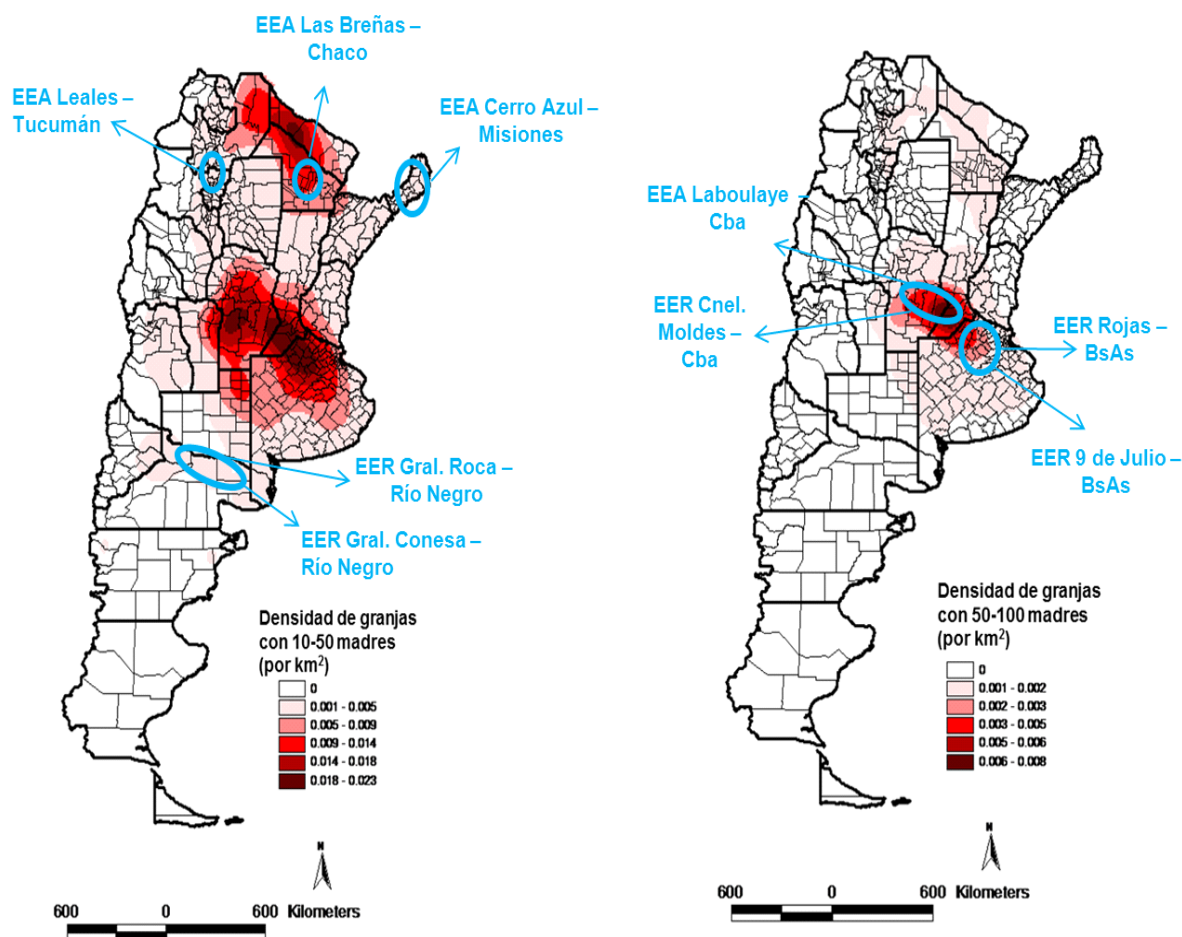 EEA Las Breñas –
Chaco
EEA Leales –
Tucumán
EEA Cerro Azul –
Misiones
EER Gral. Roca –
Río Negro
EER Gral. Conesa –
Río Negro
Densidad de granjas
con 10-50 madres
(por km²)
0
0.001 - 0.005
0.005 - 0.009
0.009 - 0.014
0.014 - 0.018
0.018 - 0.023
N
600 0 600 Kilometers
EEA Laboulaye –
Cba
EER Cnel.
Moldes –
Cba
EER Rojas –
BsAs
EER 9 de Julio –
BsAs
Densidad de granjas
con 50-100 madres
(por km²)
0
0.001 - 0.002
0.002 - 0.003
0.003 - 0.005
0.005 - 0.006
0.006 - 0.008
N
600 0 600 Kilometers